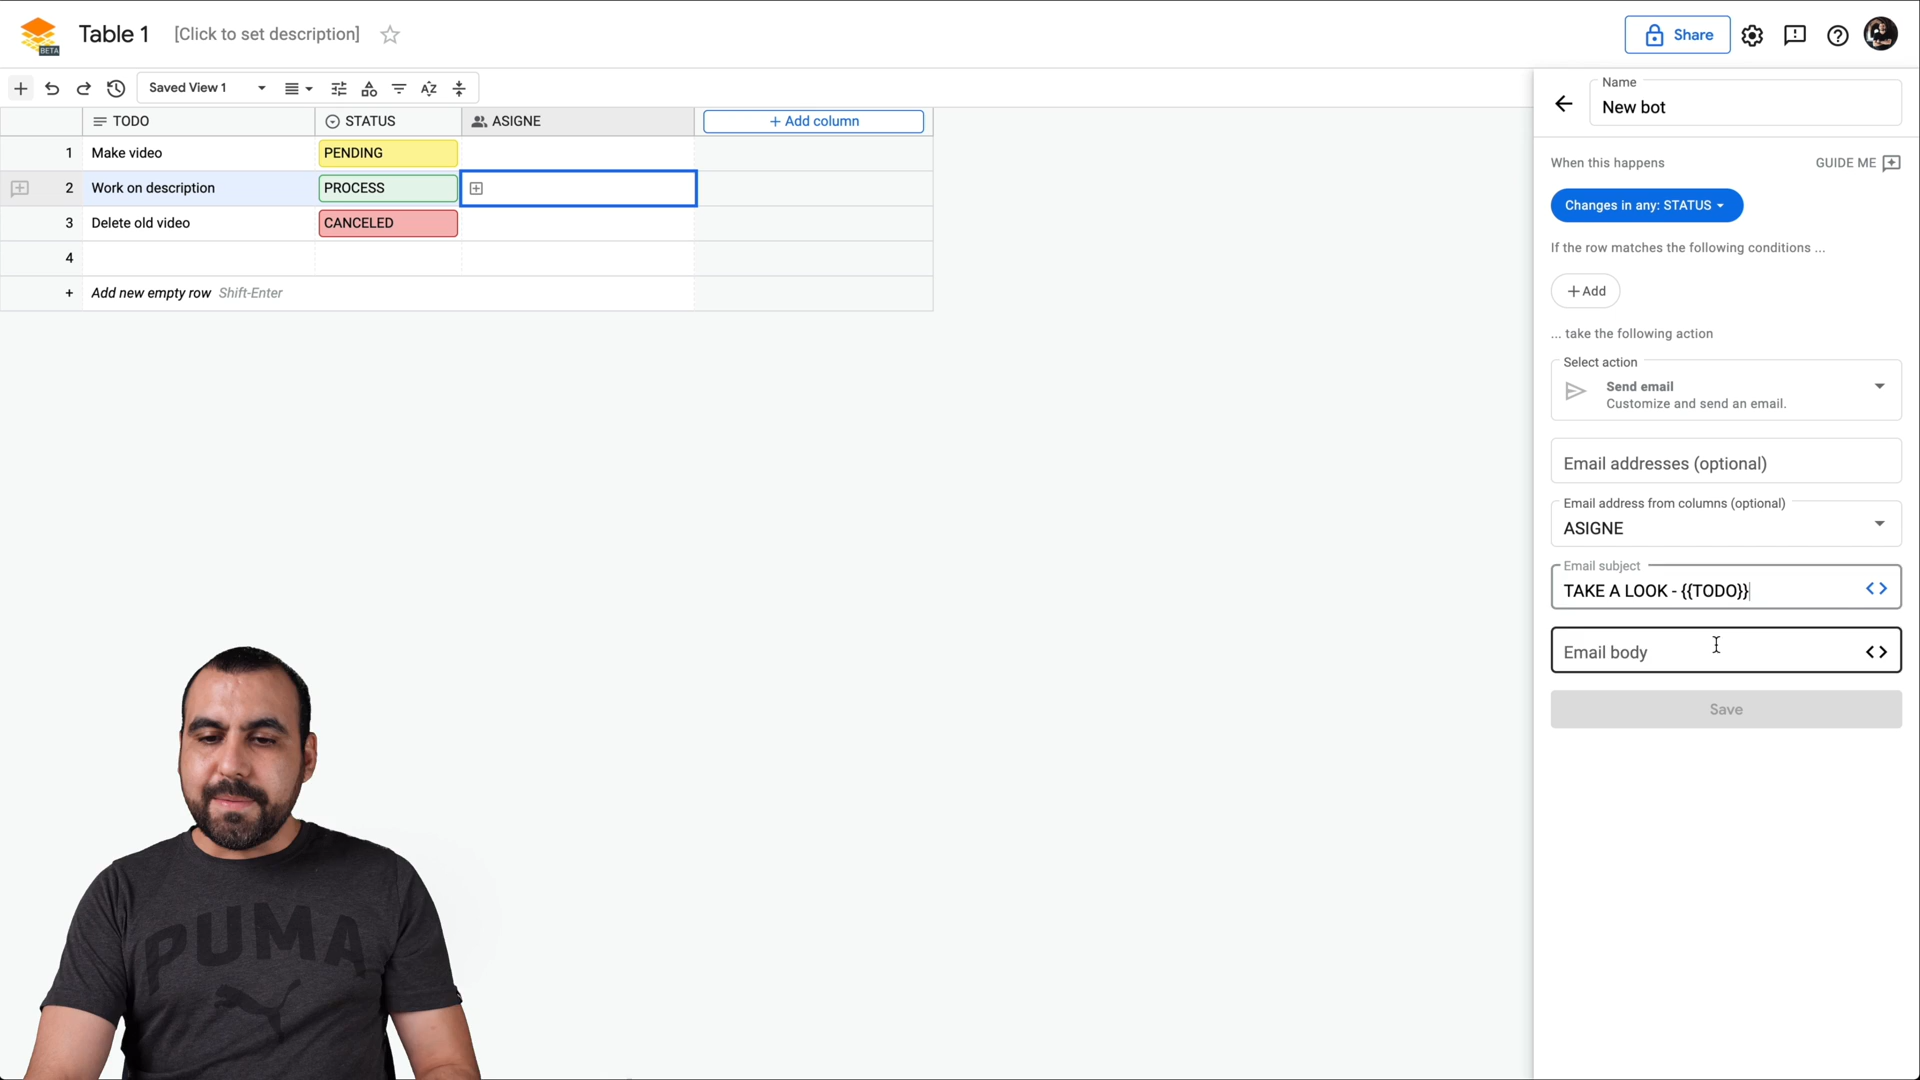 BETA
Table 1
[Click to set description]
Share
Saved View 1
TODO
STATUS
ASIGNE
+ Add column
1
Make video
PENDING
2
Work on description
PROCESS
3
Delete old video
CANCELED
4
+
Add new empty row Shift-Enter
Name
New bot
When this happens
GUIDE ME
Changes in any: STATUS
If the row matches the following conditions ...
+ Add
... take the following action
Select action
Send email
Customize and send an email.
Email addresses (optional)
Email address from columns (optional)
ASIGNE
Email subject
TAKE A LOOK - {{TODO}}
Email body
Save
PUMA